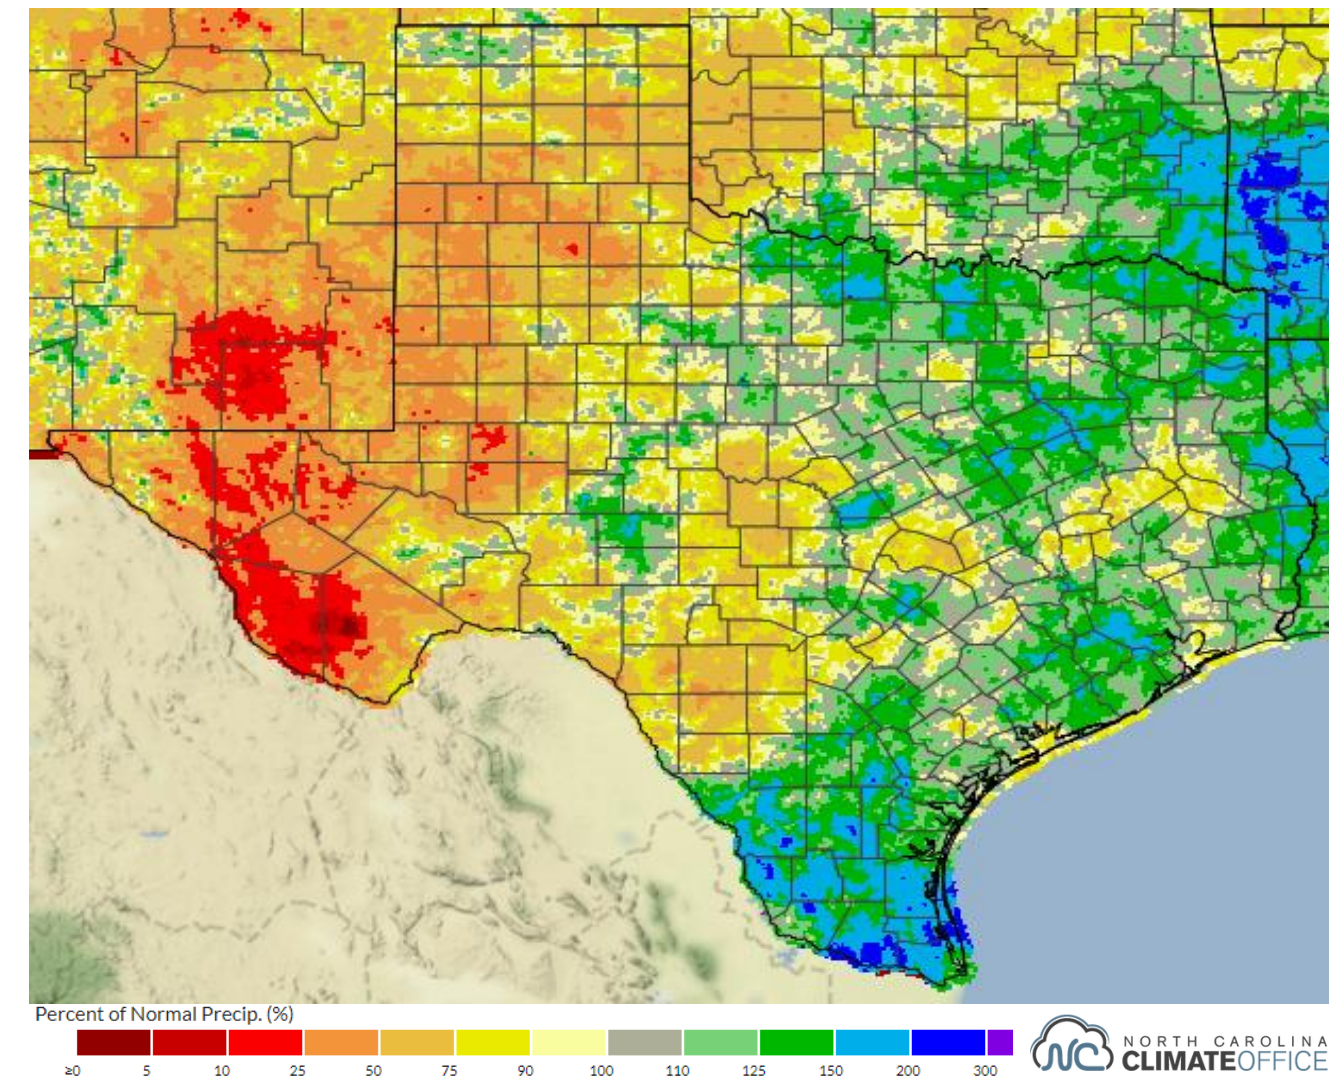 Percent of Normal Precip. (%)
≥0 5 10 25 50 75 90 100 110 125 150 200 300
NORTH CAROLINA
CLIMATEOFFICE